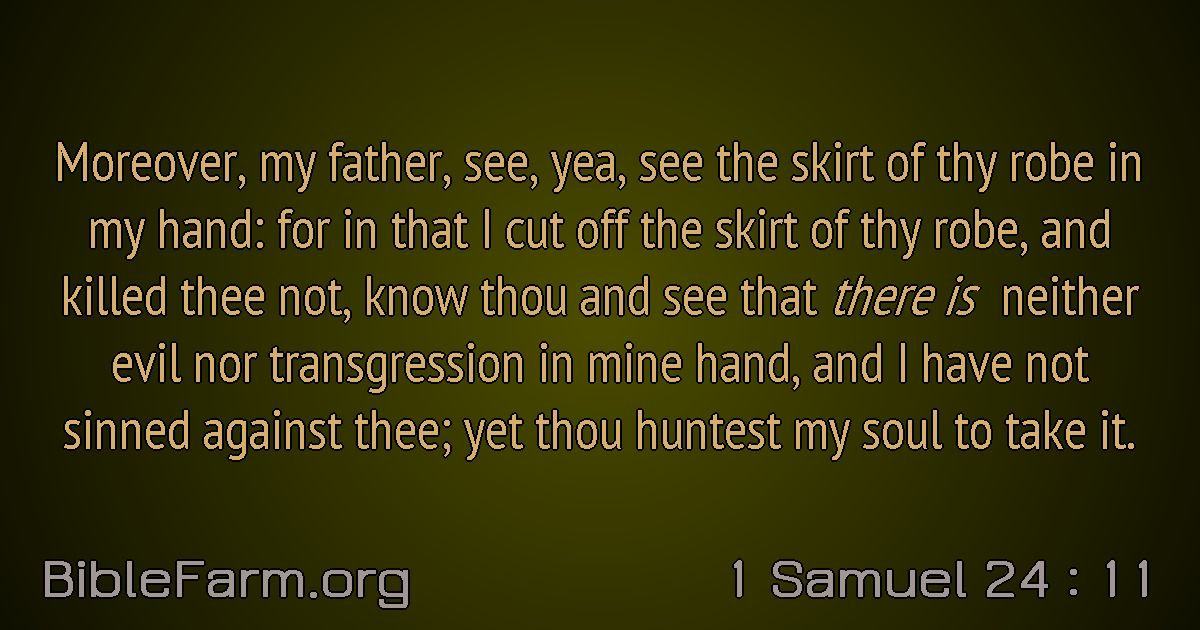 Moreover, my father, see, yea, see the skirt of thy robe in
my hand: for in that I cut off the skirt of thy robe, and
killed thee not, know thou and see that there is neither
evil nor transgression in mine hand, and I have not
sinned against thee; yet thou huntest my soul to take it.
BibleFarm.org
1 Samuel 24 : 11